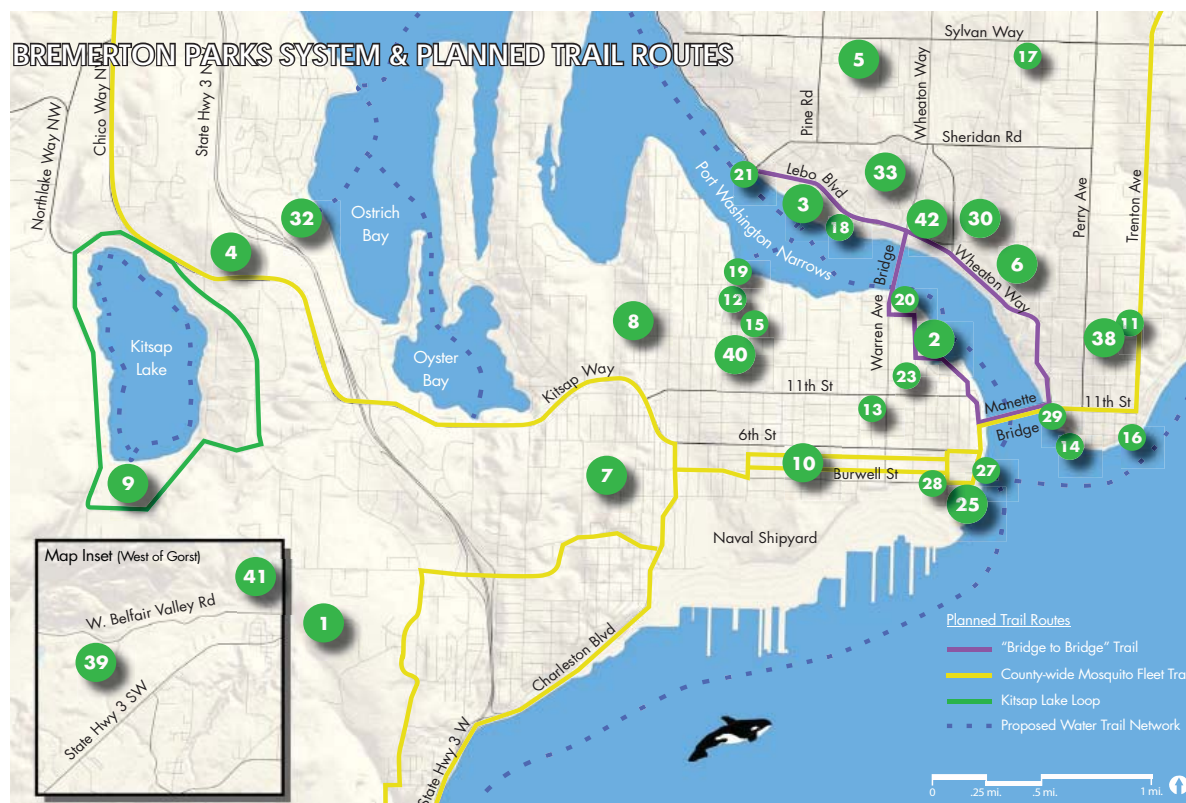 BREMERTON PARKS SYSTEM & PLANNED TRAIL ROUTES
Sylvan Way
5
17
Pine Rd
Wheaton Way
Sheridan Rd
Northlake Way NW
Chico Way N
State Hwy 3 N
21
Lebo Blvd
33
Port Washington Narrows
3
18
42
30
Perry Ave
Trenton Ave
32
Ostrich
Bay
4
6
Wheaton Way
19
Bridge
Warren Ave
12
20
8
15
2
11
38
Kitsap
Lake
Oyster
Bay
40
23
Kitsap Way
11th St
13
Manette
Bridge
29
11th St
14
16
6th St
10
Burwell St
27
28
25
7
9
Naval Shipyard
Map Inset (West of Gorst)
41
W. Belfair Valley Rd
39
State Hwy 3 SW
1
Charleston Blvd
State Hwy 3 W
Planned Trail Routes
"Bridge to Bridge" Trail
County-wide Mosquito Fleet Tra
Kitsap Lake Loop
Proposed Water Trail Network
0 .25 mi. .5 mi. 1 mi.